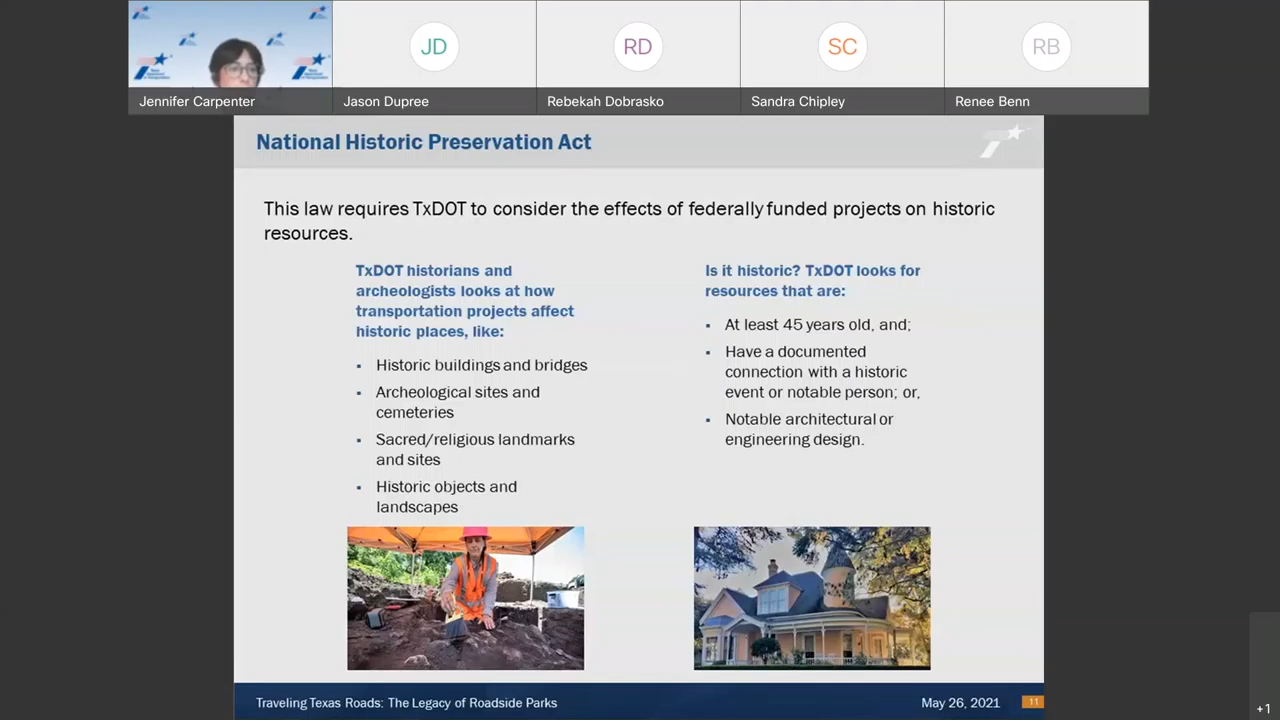 JD
RD
SC
RB
Jennifer Carpenter
Jason Dupree
Rebekah Dobrasko
Sandra Chipley
Renee Benn
National Historic Preservation Act
This law requires TxDOT to consider the effects of federally funded projects on historic
resources.
TxDOT historians and
archeologists looks at how
transportation projects affect
historic places, like:
▪ Historic buildings and bridges
▪ Archeological sites and
cemeteries
▪ Sacred/religious landmarks
and sites
▪ Historic objects and
landscapes
Is it historic? TxDOT looks for
resources that are:
▪ At least 45 years old, and;
▪ Have a documented
connection with a historic
event or notable person; or,
▪ Notable architectural or
engineering design.
Traveling Texas Roads: The Legacy of Roadside Parks
May 26, 2021
11
+1